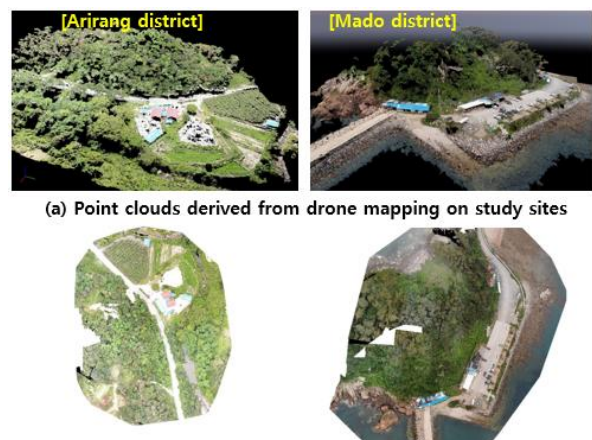 [Arirang district]
[Mado district]
(a) Point clouds derived from drone mapping on study sites